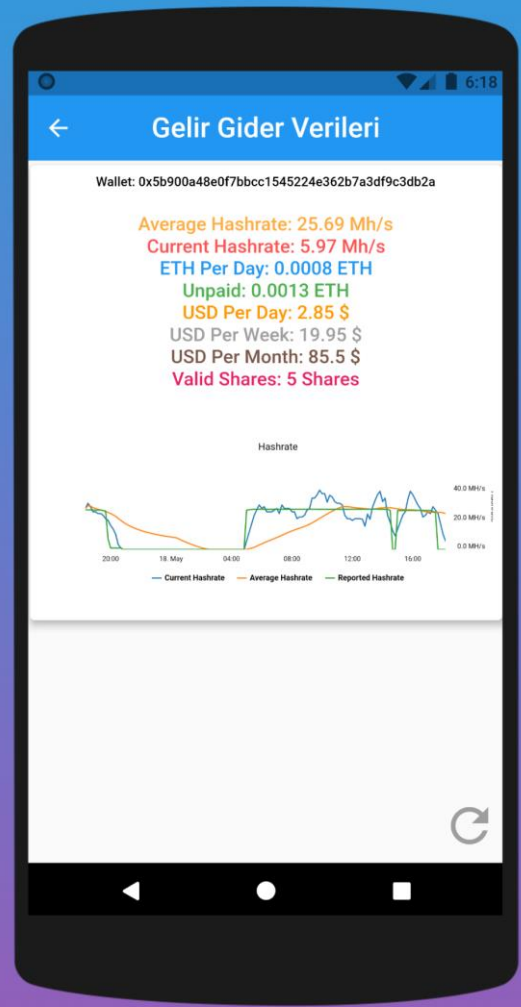 6:18
Gelir Gider Verileri
Wallet: 0x5b900a48e0f7bbcc1545224e362b7a3df9c3db2a
Average Hashrate: 25.69 Mh/s
Current Hashrate: 5.97 Mh/s
ETH Per Day: 0.0008 ETH
Unpaid: 0.0013 ETH
USD Per Day: 2.85 $
USD Per Week: 19.95 $
USD Per Month: 85.5 $
Valid Shares: 5 Shares
Hashrate
40.0 MH/s
20.0 MH/s
0.0 MH/s
20:00 18. May 04:00 08:00 12:00 16:00
Current Hashrate Average Hashrate Reported Hashrate